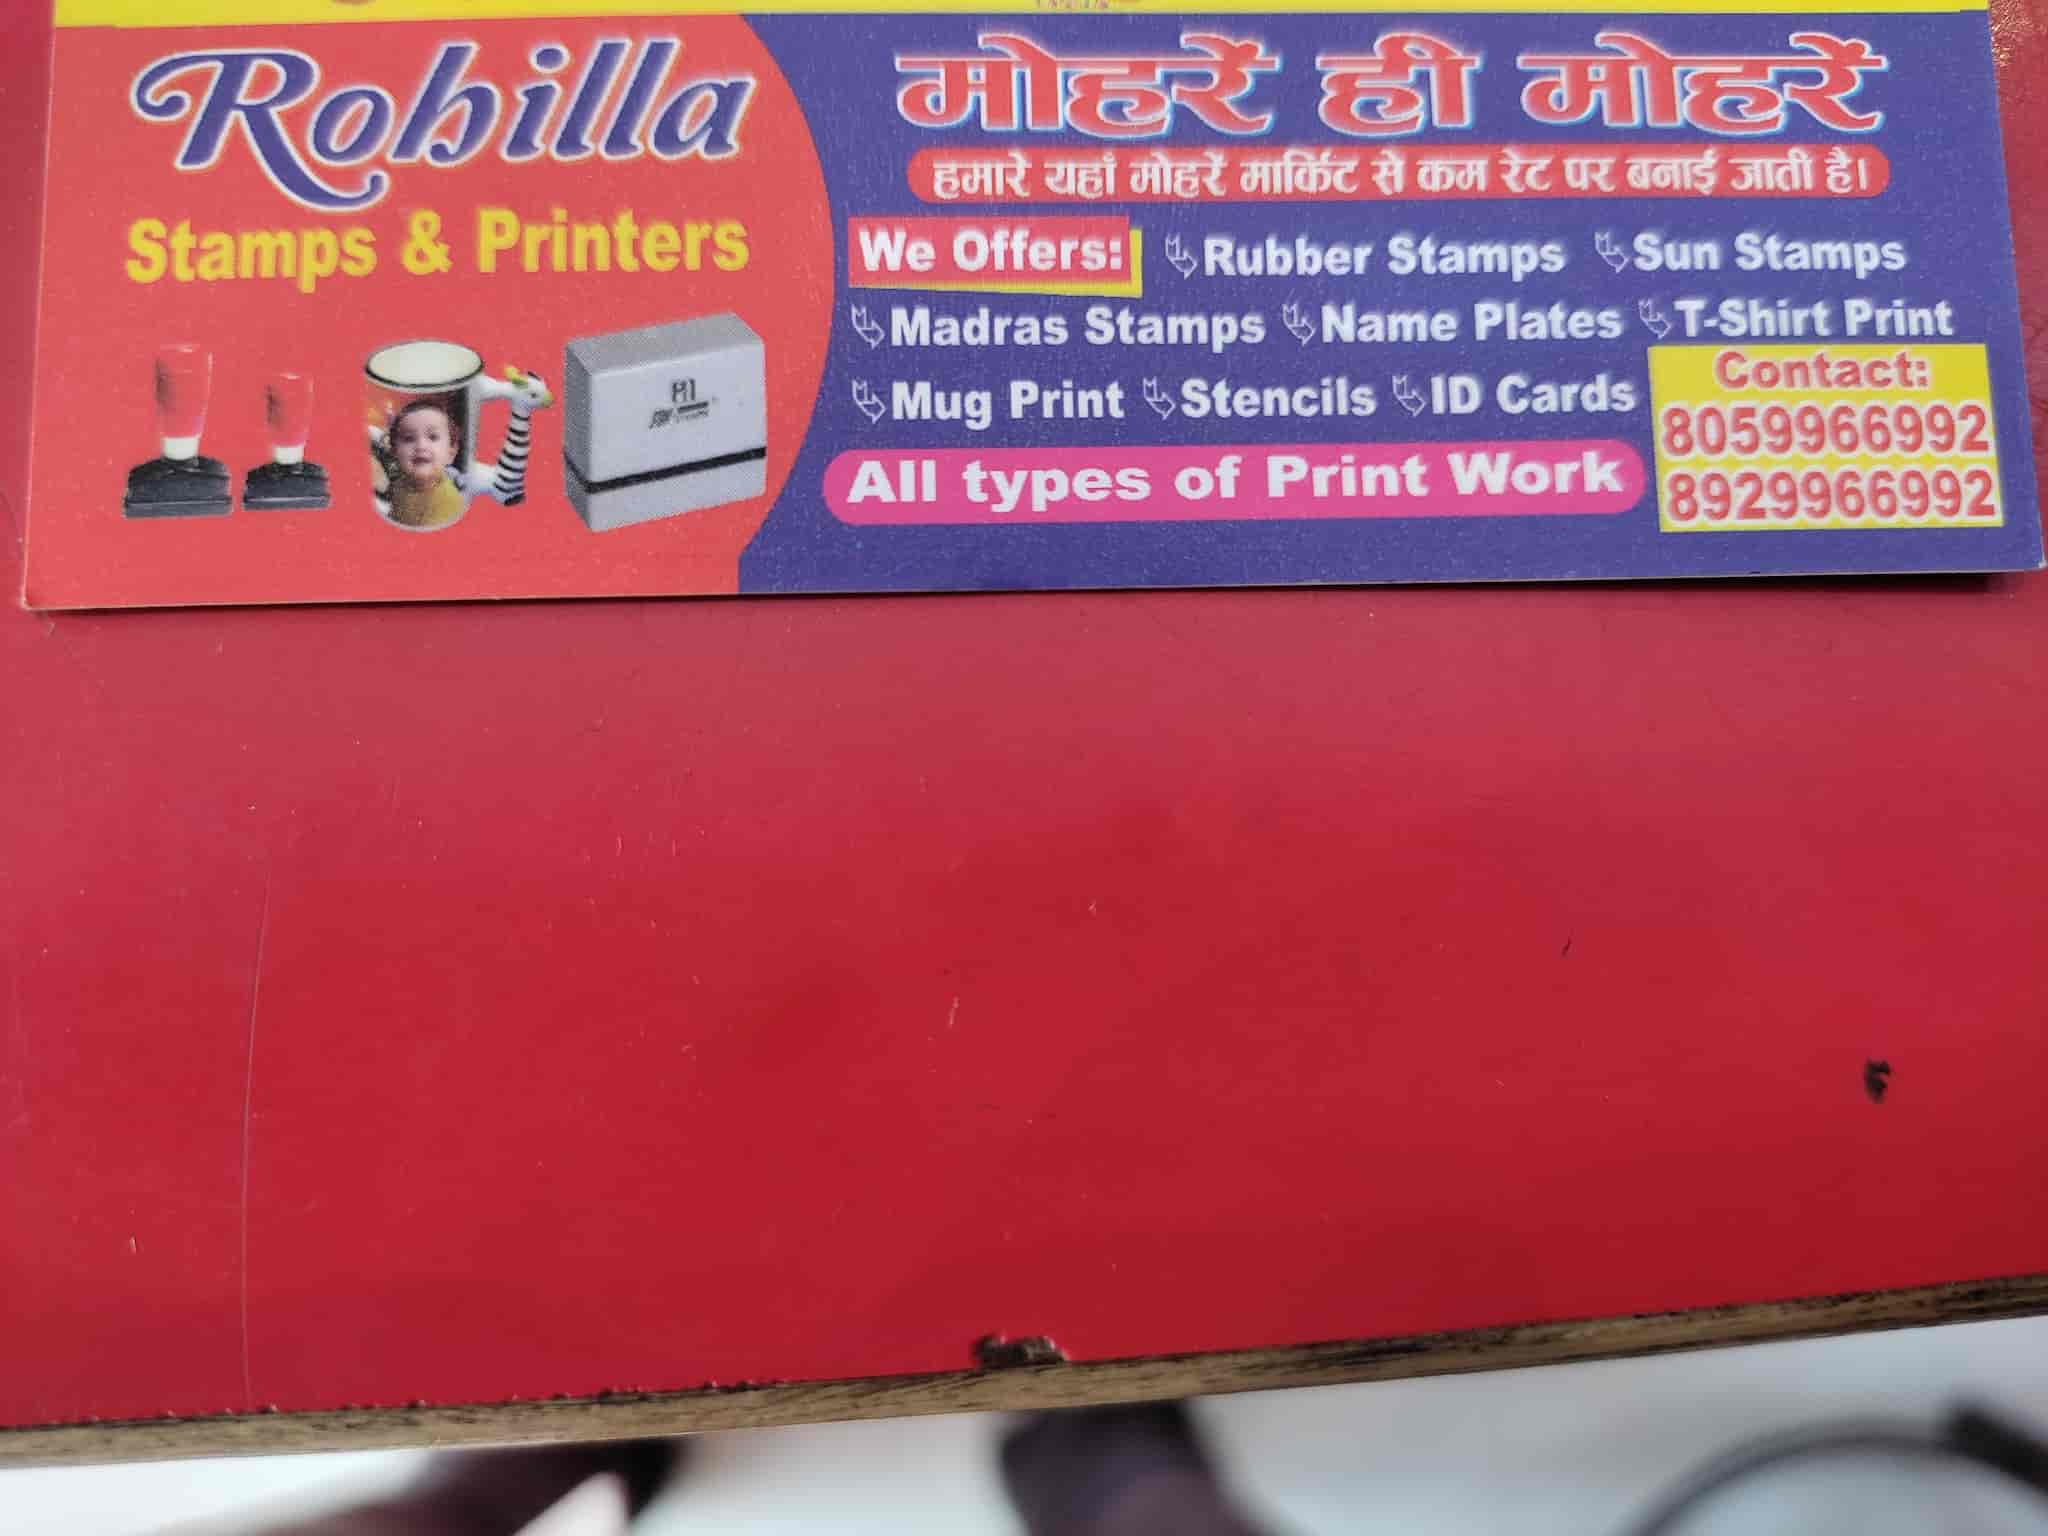 Rohilla
Stamps & Printers
मोहरें ही मोहरें
हमारे यहाँ मोहरें मार्किट से कम रेट पर बनाई जाती है।
We Offers: Rubber Stamps Sun Stamps
Madras Stamps Name Plates T-Shirt Print
Mug Print Stencils ID Cards
All types of Print Work
Contact:
8059966992
8929966992